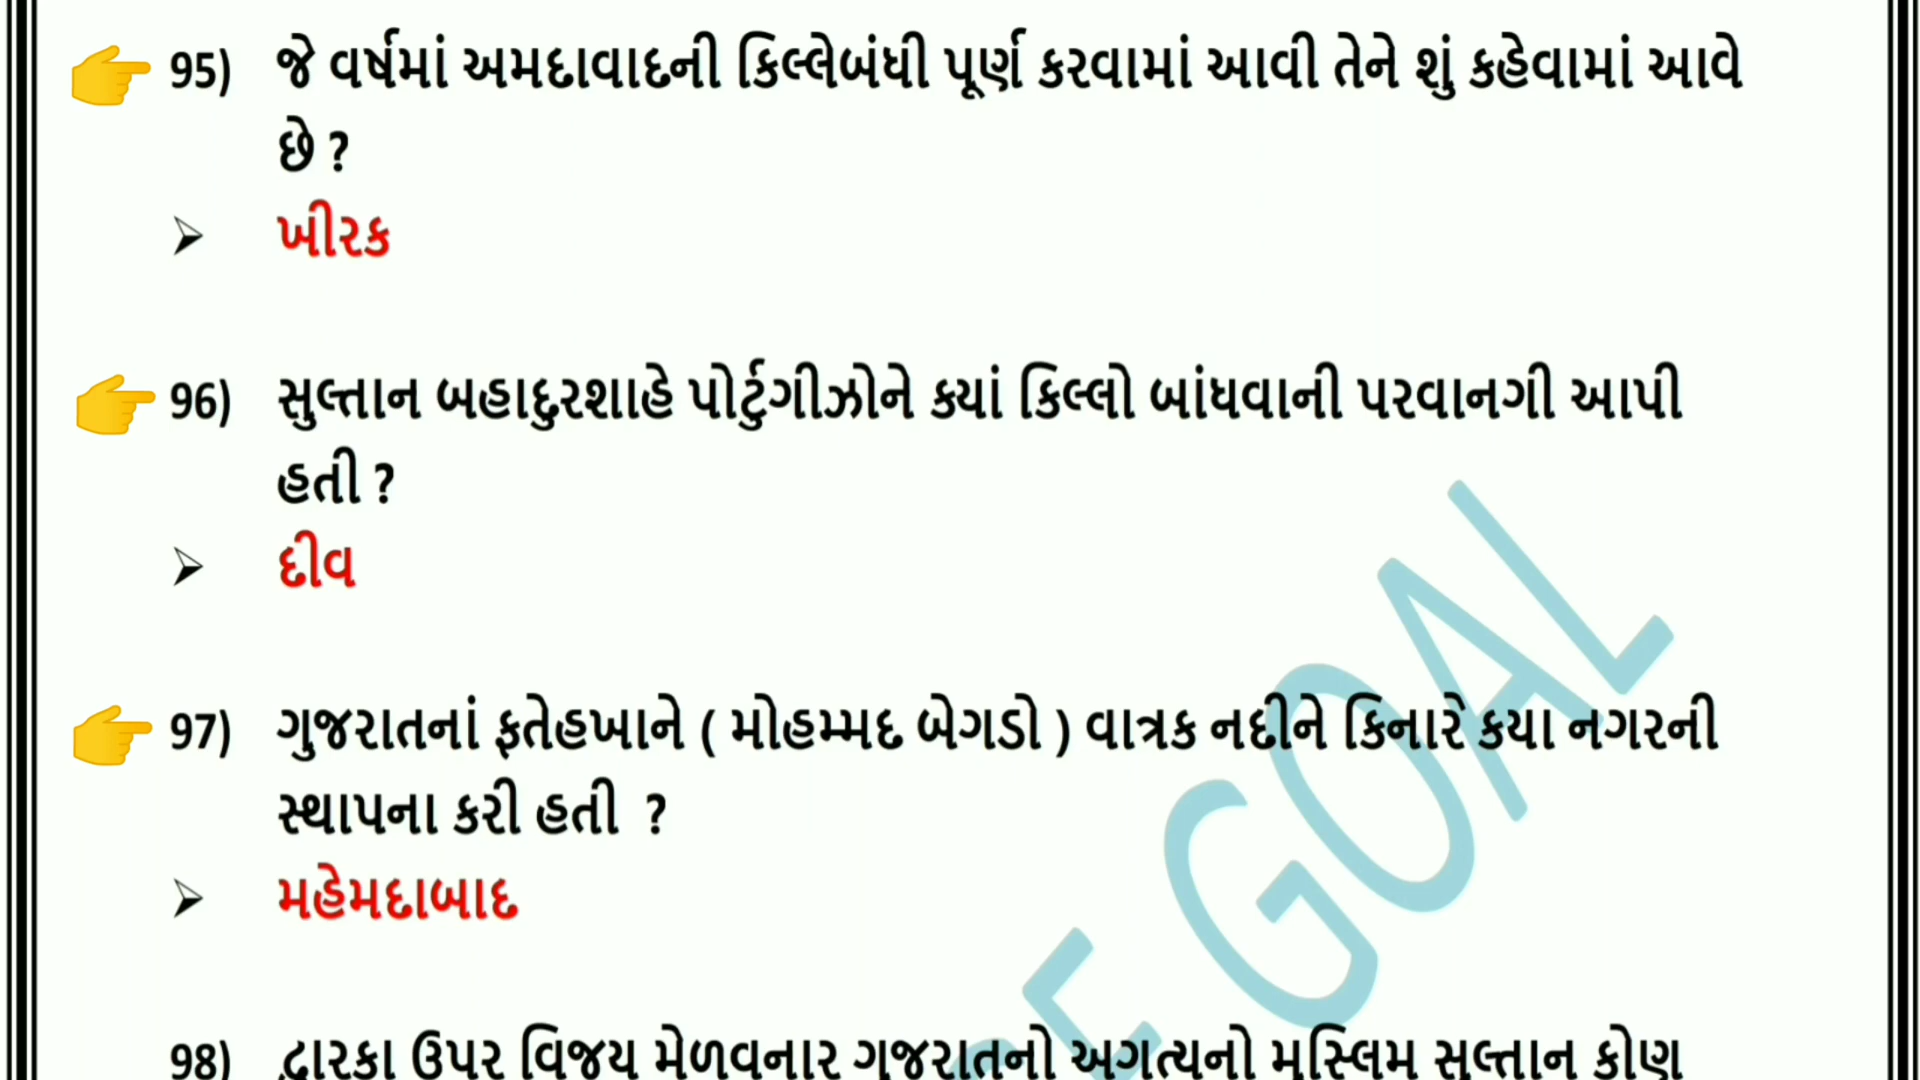 95) જે વર્ષમાં અમદાવાદની કિલ્લેબંધી પૂર્ણ કરવામાં આવી તેને શું કહેવામાં આવે
છે ?
➢ ખીરક
96) સુલ્તાન બહાદુરશાહે પોર્ટુગીઝોને ક્યાં કિલ્લો બાંધવાની પરવાનગી આપી
હતી ?
➢ દીવ
97) ગુજરાતનાં ફતેહખાને ( મોહમ્મદ બેગડો ) વાત્રક નદીને કિનારે કયા નગરની
સ્થાપના કરી હતી ?
➢ મહેમદાબાદ
98) દ્વારકા ઉપર વિજય મેળવનાર ગુજરાતનો અગત્યનો મુસ્લિમ સુલ્તાન કોણ
GOAL